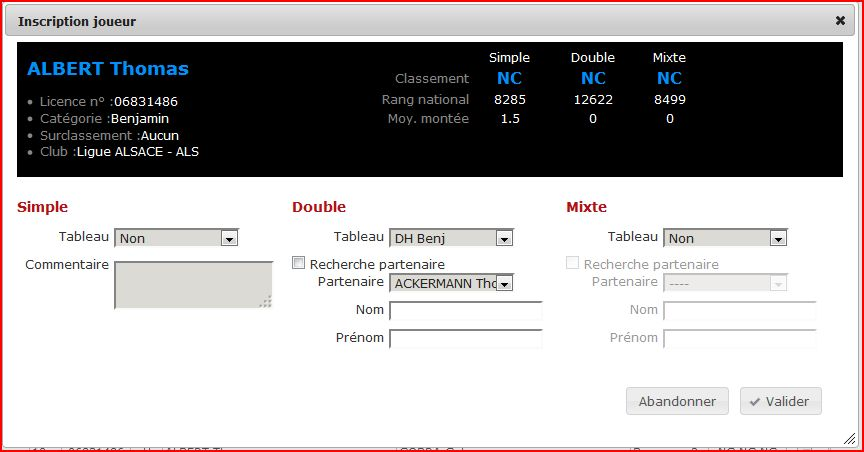 Inscription joueur
ALBERT Thomas
Licence n° :06831486
Catégorie :Benjamin
Surclassement :Aucun
Club :Ligue ALSACE - ALS
Simple Double Mixte
Classement NC NC NC
Rang national 8285 12622 8499
Moy. montée 1.5 0 0
Simple
Tableau Non
Commentaire
Double
Tableau DH Benj
Recherche partenaire
Partenaire ACKERMANN Tho
Nom
Prénom
Mixte
Tableau Non
Recherche partenaire
Partenaire ----
Nom
Prénom
Abandonner Valider